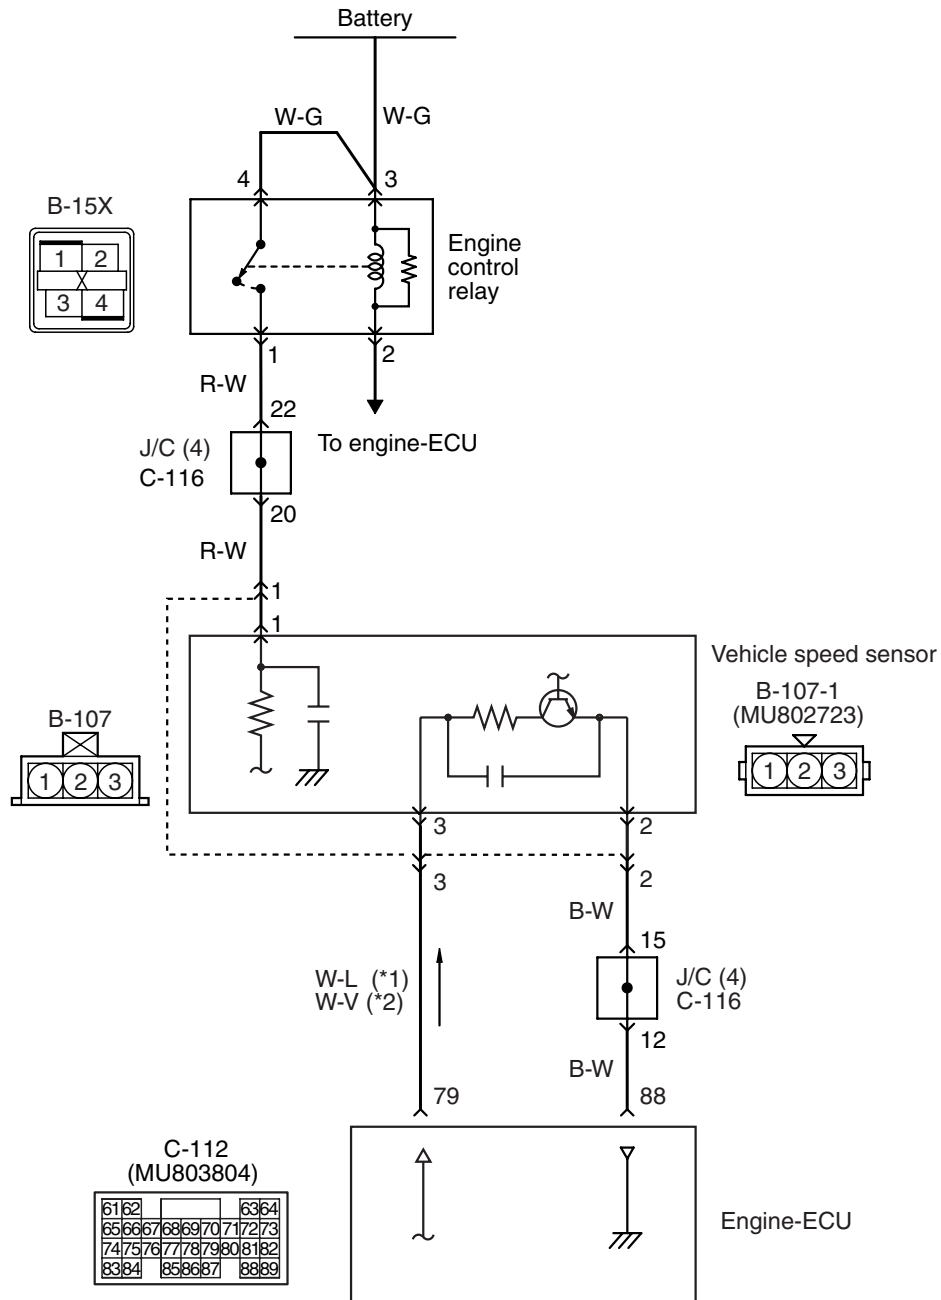 Battery
W-G
W-G
4
3
B-15X
1 2
3 4
Engine
control
relay
1
2
R-W
22
J/C (4)
C-116
To engine-ECU
20
R-W
1
1
Vehicle speed sensor
B-107-1
(MU802723)
1 2 3
B-107
1 2 3
3
2
3
2
B-W
15
W-L (*1)
W-V (*2)
J/C (4)
C-116
12
B-W
79
88
C-112
(MU803804)
61 62 63 64
65 66 67 68 69 70 71 72 73
74 75 76 77 78 79 80 81 82
83 84 85 86 87 88 89
Engine-ECU